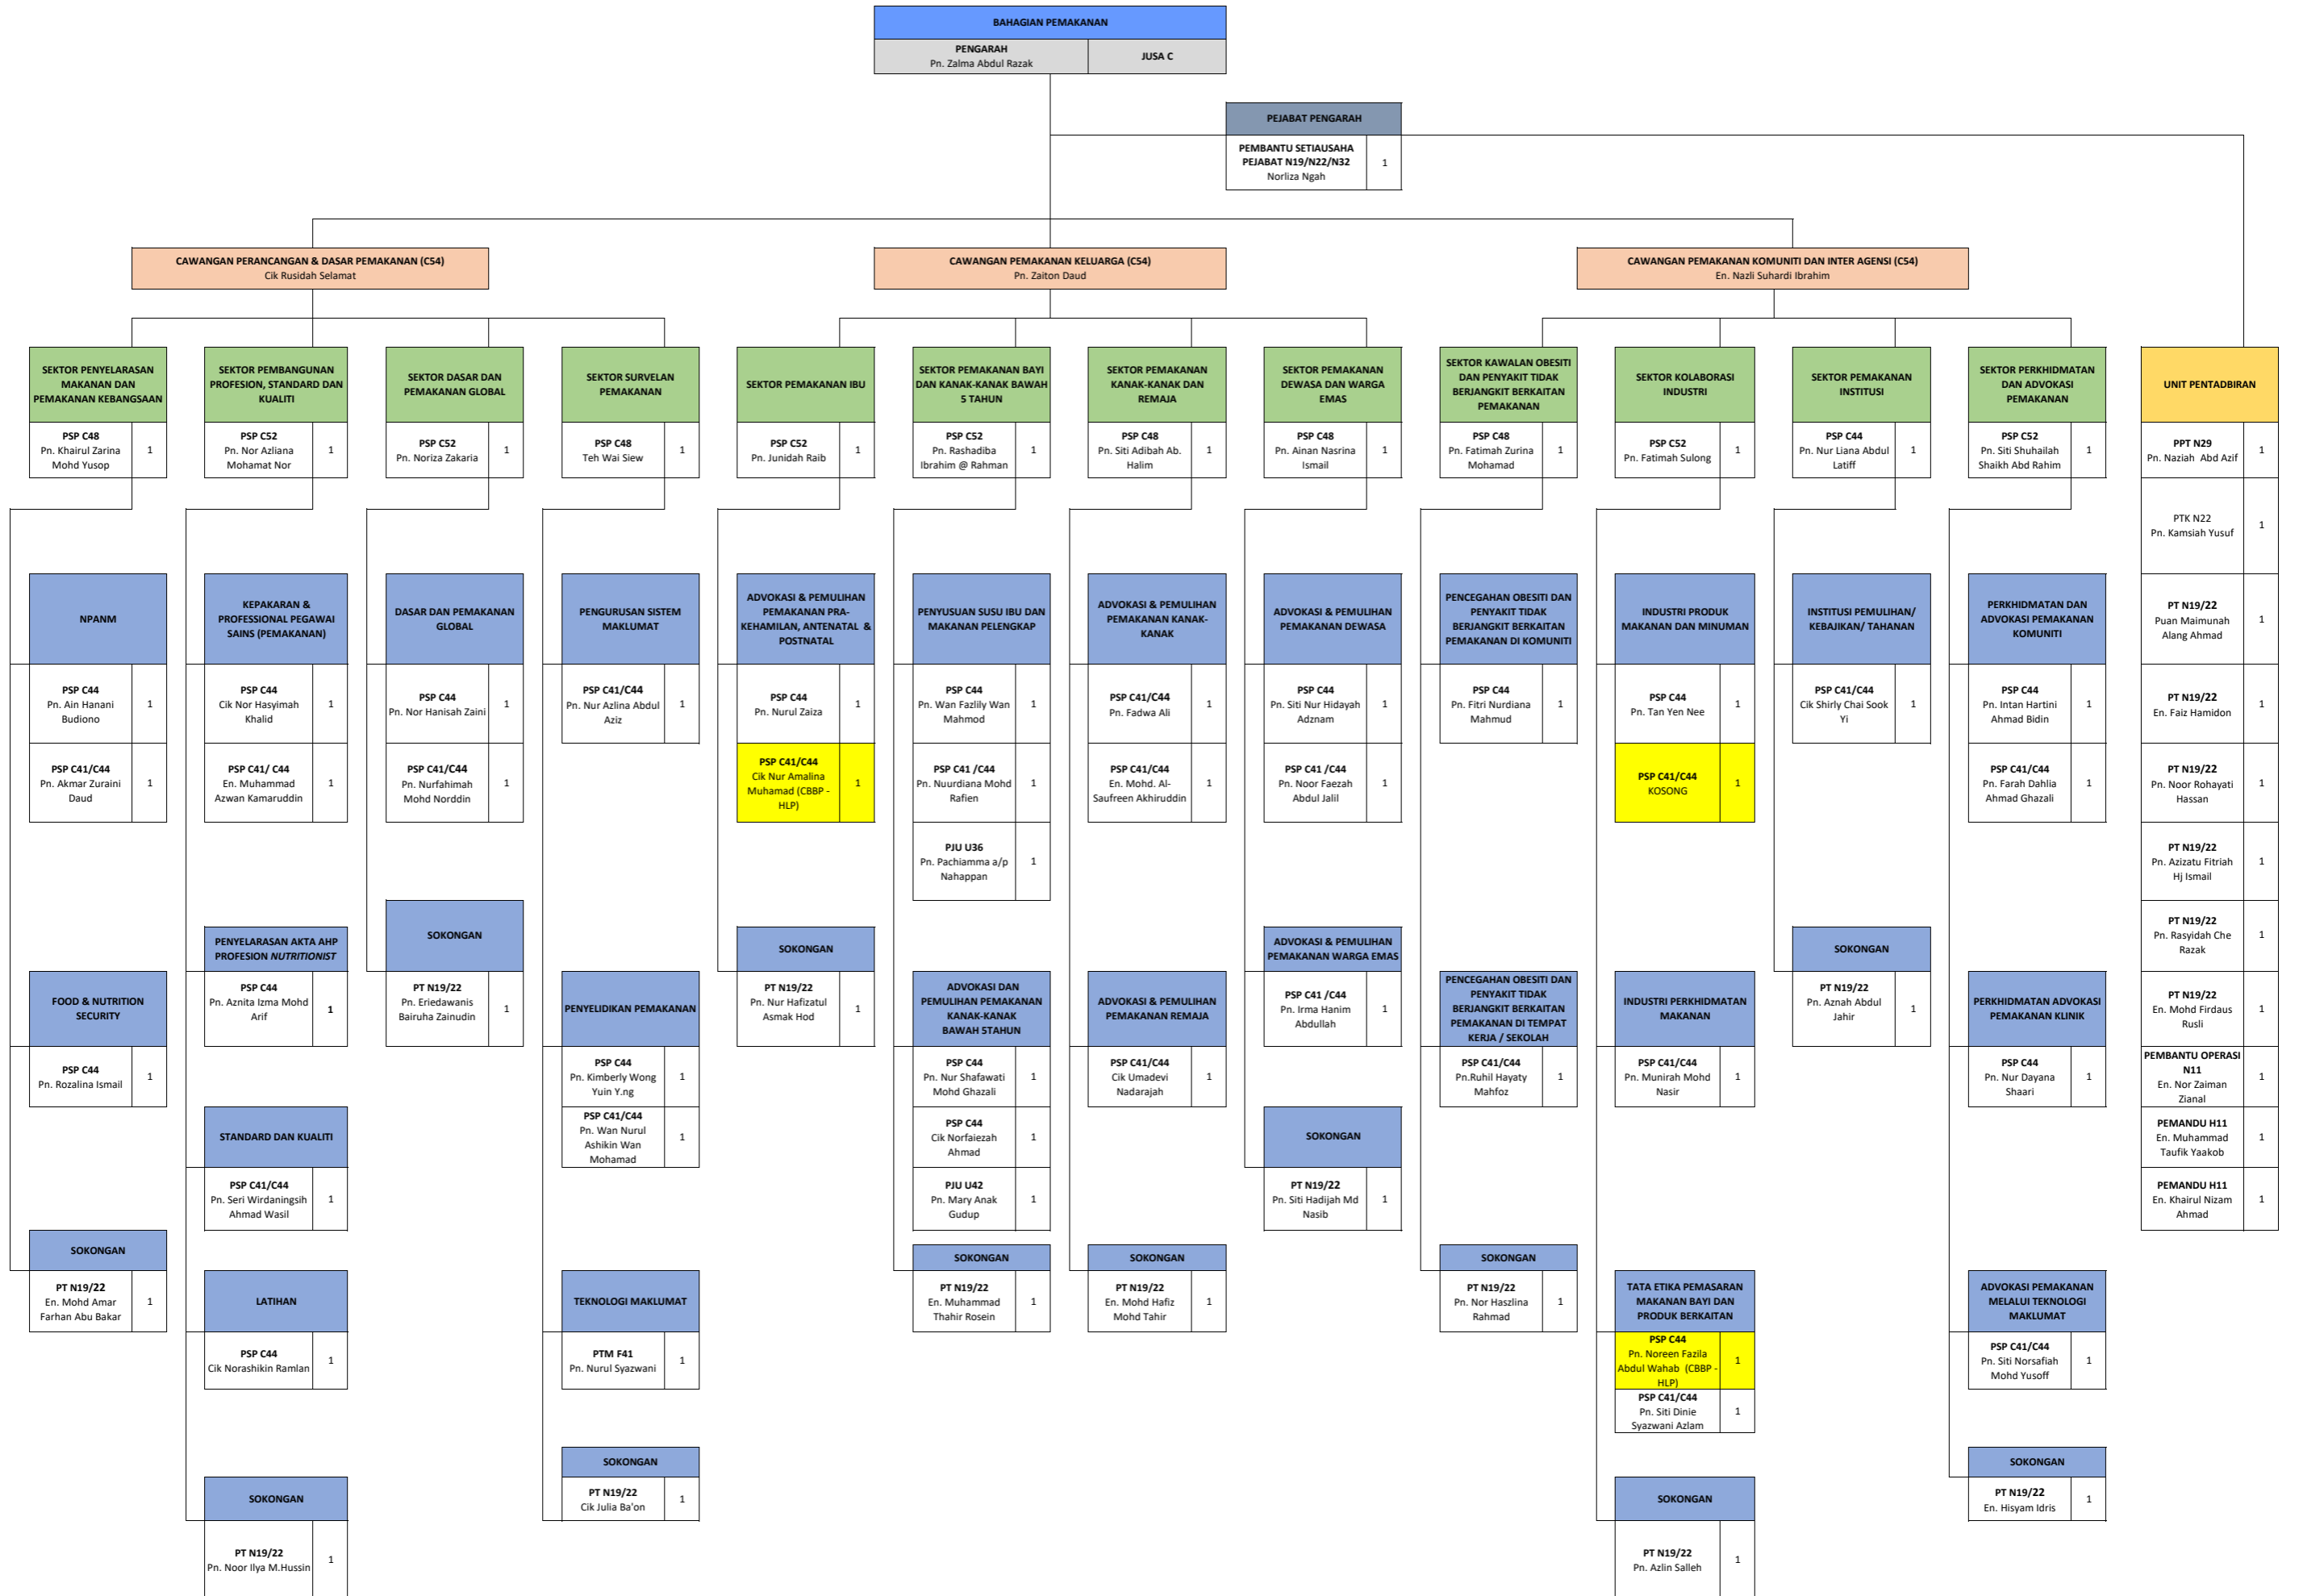 BAHAGIAN PEMAKANAN
PENGARAH
Pn. Zalma Abdul Razak
JUSA C
PEJABAT PENGARAH
PEMBANTU SETIAUSAHA
PEJABAT N19/N22/N32
Norliza Ngah
1
CAWANGAN PERANCANGAN & DASAR PEMAKANAN (C54)
Cik Rusidah Selamat
CAWANGAN PEMAKANAN KELUARGA (C54)
Pn. Zaiton Daud
CAWANGAN PEMAKANAN KOMUNITI DAN INTER AGENSI (C54)
En. Nazli Suhardi Ibrahim
SEKTOR PENYELARASAN
MAKANAN DAN
PEMAKANAN KEBANGSAAN
PSP C48
Pn. Khairul Zarina
Mohd Yusop
1
NPANM
PSP C44
Pn. Ain Hanani
Budiono
1
PSP C41/C44
Pn. Akmar Zuraini
Daud
1
FOOD & NUTRITION
SECURITY
PSP C44
Pn. Rozalina Ismail
1
SOKONGAN
PT N19/22
En. Mohd Amar
Farhan Abu Bakar
1
SEKTOR PEMBANGUNAN
PROFESION, STANDARD DAN
KUALITI
PSP C52
Pn. Nor Azliana
Mohamat Nor
1
KEPAKARAN &
PROFESSIONAL PEGAWAI
SAINS (PEMAKANAN)
PSP C44
Cik Nor Hasyimah
Khalid
1
PSP C41/ C44
En. Muhammad
Azwan Kamaruddin
1
PENYELARASAN AKTA AHP
PROFESION NUTRITIONIST
PSP C44
Pn. Aznita Izma Mohd
Arif
1
STANDARD DAN KUALITI
PSP C41/C44
Pn. Seri Wirdaningsih
Ahmad Wasil
1
LATIHAN
PSP C44
Cik Norashikin Ramlan
1
SOKONGAN
PT N19/22
Pn. Noor Ilya M.Hussin
1
SEKTOR DASAR DAN
PEMAKANAN GLOBAL
PSP C52
Pn. Noriza Zakaria
1
DASAR DAN PEMAKANAN
GLOBAL
PSP C44
Pn. Nor Hanisah Zaini
1
PSP C41/C44
Pn. Nurfahimah
Mohd Norddin
1
SOKONGAN
PT N19/22
Pn. Eriedawanis
Bairuha Zainudin
1
SEKTOR SURVELAN
PEMAKANAN
PSP C48
Teh Wai Siew
1
PENGURUSAN SISTEM
MAKLUMAT
PSP C41/C44
Pn. Nur Azlina Abdul
Aziz
1
PENYELIDIKAN PEMAKANAN
PSP C44
Pn. Kimberly Wong
Yuin Y.ng
1
PSP C41/C44
Pn. Wan Nurul
Ashikin Wan
Mohamad
1
TEKNOLOGI MAKLUMAT
PTM F41
Pn. Nurul Syazwani
1
SOKONGAN
PT N19/22
Cik Julia Ba'on
1
SEKTOR PEMAKANAN IBU
PSP C52
Pn. Junidah Raib
1
ADVOKASI & PEMULIHAN
PEMAKANAN PRA-
KEHAMILAN, ANTENATAL &
POSTNATAL
PSP C44
Pn. Nurul Zaiza
1
PSP C41/C44
Cik Nur Amalina
Muhamad (CBBP -
HLP)
1
SOKONGAN
PT N19/22
Pn. Nur Hafizatul
Asmak Hod
1
SEKTOR PEMAKANAN BAYI
DAN KANAK-KANAK BAWAH
5 TAHUN
PSP C52
Pn. Rashadiba
Ibrahim @ Rahman
1
PENYUSUAN SUSU IBU DAN
MAKANAN PELENGKAP
PSP C44
Pn. Wan Fazlily Wan
Mahmod
1
PSP C41 /C44
Pn. Nuurdiana Mohd
Rafien
1
PJU U36
Pn. Pachiamma a/p
Nahappan
1
ADVOKASI DAN
PEMULIHAN PEMAKANAN
KANAK-KANAK
BAWAH 5TAHUN
PSP C44
Pn. Nur Shafawati
Mohd Ghazali
1
PSP C44
Cik Norfaiezah
Ahmad
1
PJU U42
Pn. Mary Anak
Gudup
1
SOKONGAN
PT N19/22
En. Muhammad
Thahir Rosein
1
SEKTOR PEMAKANAN
KANAK-KANAK DAN
REMAJA
PSP C48
Pn. Siti Adibah Ab.
Halim
1
ADVOKASI & PEMULIHAN
PEMAKANAN KANAK-
KANAK
PSP C41/C44
Pn. Fadwa Ali
1
PSP C41/C44
En. Mohd. Al-
Saufreen Akhiruddin
1
ADVOKASI & PEMULIHAN
PEMAKANAN REMAJA
PSP C41/C44
Cik Umadevi
Nadarajah
1
SOKONGAN
PT N19/22
En. Mohd Hafiz
Mohd Tahir
1
SEKTOR PEMAKANAN
DEWASA DAN WARGA
EMAS
PSP C48
Pn. Ainan Nasrina
Ismail
1
ADVOKASI & PEMULIHAN
PEMAKANAN DEWASA
PSP C44
Pn. Siti Nur Hidayah
Adznam
1
PSP C41 /C44
Pn. Noor Faezah
Abdul Jalil
1
ADVOKASI & PEMULIHAN
PEMAKANAN WARGA EMAS
PSP C41 /C44
Pn. Irma Hanim
Abdullah
1
SOKONGAN
PT N19/22
Pn. Siti Hadijah Md
Nasib
1
SEKTOR KAWALAN OBESITI
DAN PENYAKIT TIDAK
BERJANGKIT BERKAITAN
PEMAKANAN
PSP C48
Pn. Fatimah Zurina
Mohamad
1
PENCEGAHAN OBESITI DAN
PENYAKIT TIDAK
BERJANGKIT BERKAITAN
PEMAKANAN DI KOMUNITI
PSP C44
Pn. Fitri Nurdiana
Mahmud
1
PENCEGAHAN OBESITI DAN
PENYAKIT TIDAK
BERJANGKIT BERKAITAN
PEMAKANAN DI TEMPAT
KERJA / SEKOLAH
PSP C41/C44
Pn.Ruhil Hayaty
Mahfoz
1
SOKONGAN
PT N19/22
Pn. Nor Haszlina
Rahmad
1
SEKTOR KOLABORASI
INDUSTRI
PSP C52
Pn. Fatimah Sulong
1
INDUSTRI PRODUK
MAKANAN DAN MINUMAN
PSP C44
Pn. Tan Yen Nee
1
PSP C41/C44
KOSONG
1
INDUSTRI PERKHIDMATAN
MAKANAN
PSP C41/C44
Pn. Munirah Mohd
Nasir
1
TATA ETIKA PEMASARAN
MAKANAN BAYI DAN
PRODUK BERKAITAN
PSP C44
Pn. Noreen Fazila
Abdul Wahab (CBBP -
HLP)
1
PSP C41/C44
Pn. Siti Dinie
Syazwani Azlam
1
SOKONGAN
PT N19/22
Pn. Azlin Salleh
1
SEKTOR PEMAKANAN
INSTITUSI
PSP C44
Pn. Nur Liana Abdul
Latiff
1
INSTITUSI PEMULIHAN/
KEBAJIKAN/ TAHANAN
PSP C41/C44
Cik Shirly Chai Sook
Yi
1
SOKONGAN
PT N19/22
Pn. Aznah Abdul
Jahir
1
SEKTOR PERKHIDMATAN
DAN ADVOKASI
PEMAKANAN
PSP C52
Pn. Siti Shuhailah
Shaikh Abd Rahim
1
PERKHIDMATAN DAN
ADVOKASI PEMAKANAN
KOMUNITI
PSP C44
Pn. Intan Hartini
Ahmad Bidin
1
PSP C41/C44
Pn. Farah Dahlia
Ahmad Ghazali
1
PERKHIDMATAN ADVOKASI
PEMAKANAN KLINIK
PSP C44
Pn. Nur Dayana
Shaari
1
ADVOKASI PEMAKANAN
MELALUI TEKNOLOGI
MAKLUMAT
PSP C41/C44
Pn. Siti Norsafiah
Mohd Yusoff
1
SOKONGAN
PT N19/22
En. Hisyam Idris
1
UNIT PENTADBIRAN
PPT N29
Pn. Naziah Abd Azif
1
PTK N22
Pn. Kamsiah Yusuf
1
PT N19/22
Puan Maimunah
Alang Ahmad
1
PT N19/22
En. Faiz Hamidon
1
PT N19/22
Pn. Noor Rohayati
Hassan
1
PT N19/22
Pn. Azizatu Fitriah
Hj Ismail
1
PT N19/22
Pn. Rasyidah Che
Razak
1
PT N19/22
En. Mohd Firdaus
Rusli
1
PEMBANTU OPERASI
N11
En. Nor Zaiman
Zianal
1
PEMANDU H11
En. Muhammad
Taufik Yaakob
1
PEMANDU H11
En. Khairul Nizam
Ahmad
1